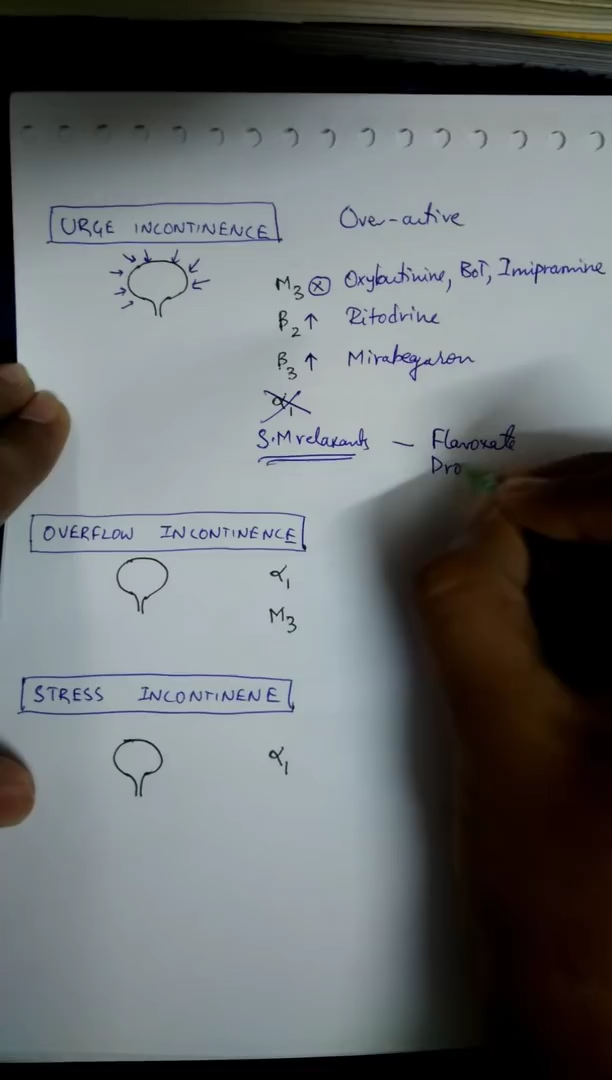 URGE INCONTINENCE Over-active
M3 ⊗ Oxybutinine, BoT, Imipramine
β2 ↑ Ritodrine
β3 ↑ Mirabegaron
α1
S.M relaxants — Flavoxate
Dro
OVERFLOW INCONTINENCE
α1
M3
STRESS INCONTINENE
α1